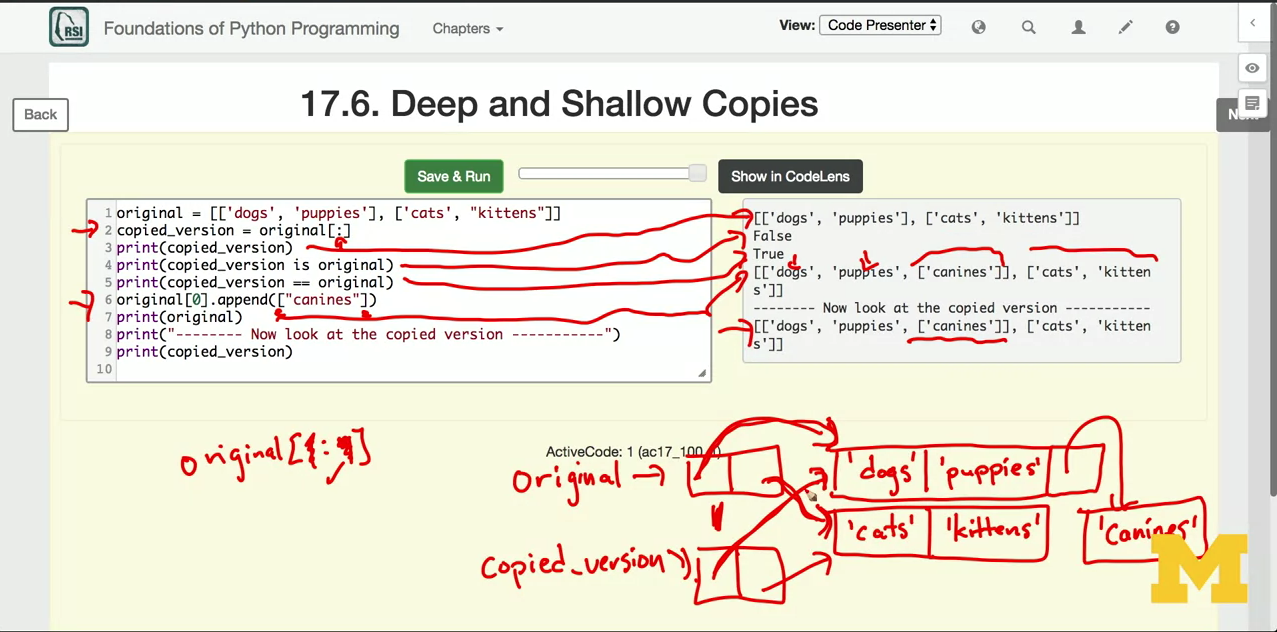 RSI Foundations of Python Programming Chapters View: Code Presenter
17.6. Deep and Shallow Copies
Back
Save & Run Show in CodeLens
1 original = [['dogs', 'puppies'], ['cats', "kittens"]]
2 copied_version = original[:]
3 print(copied_version)
4 print(copied_version is original)
5 print(copied_version == original)
6 original[0].append(["canines"])
7 print(original)
8 print("------- Now look at the copied version -----------")
9 print(copied_version)
10
[['dogs', 'puppies'], ['cats', 'kittens']]
False
True
[['dogs', 'puppies', ['canines']], ['cats', 'kitten
s']]
-------- Now look at the copied version -----------
[['dogs', 'puppies', ['canines']], ['cats', 'kitten
s']]
ActiveCode: 1 (ac17_100_
original[ : ]
original
'dogs' 'puppies'
'cats' 'kittens' 'Canines'
copied_version
M